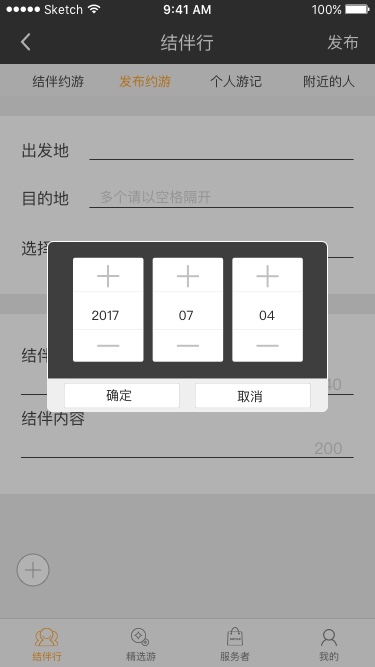 Sketch 9:41 AM 100%
结伴行 发布
结伴约游 发布约游 个人游记 附近的人
出发地
目的地 多个请以空格隔开
选择
2017 07 04
结伴
40
确定 取消
结伴内容
200
结伴行 精选游 服务者 我的